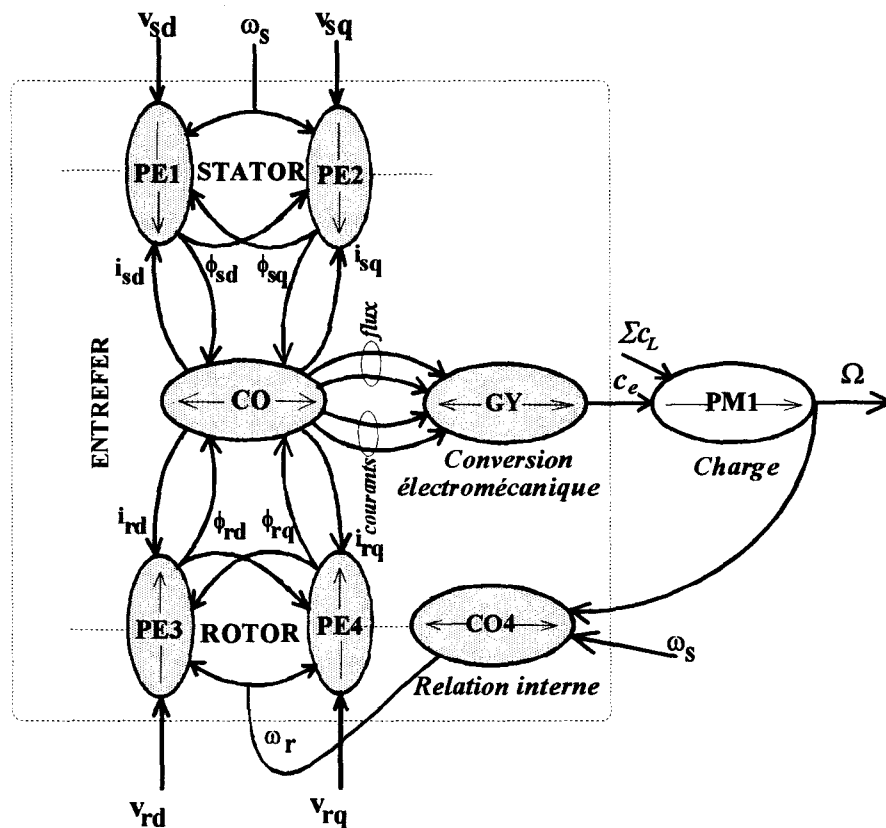 v_sd ω_s v_sq
PE1 STATOR PE2
i_sd ϕ_sd ϕ_sq i_sq
flux
ENTREFER
CO
GY
Σc_L
c_e
PM1
Ω
courants
Conversion
électromécanique
Charge
i_rd ϕ_rd ϕ_rq i_rq
PE3 ROTOR PE4
CO4
ω_s
Relation interne
ω_r
v_rd v_rq